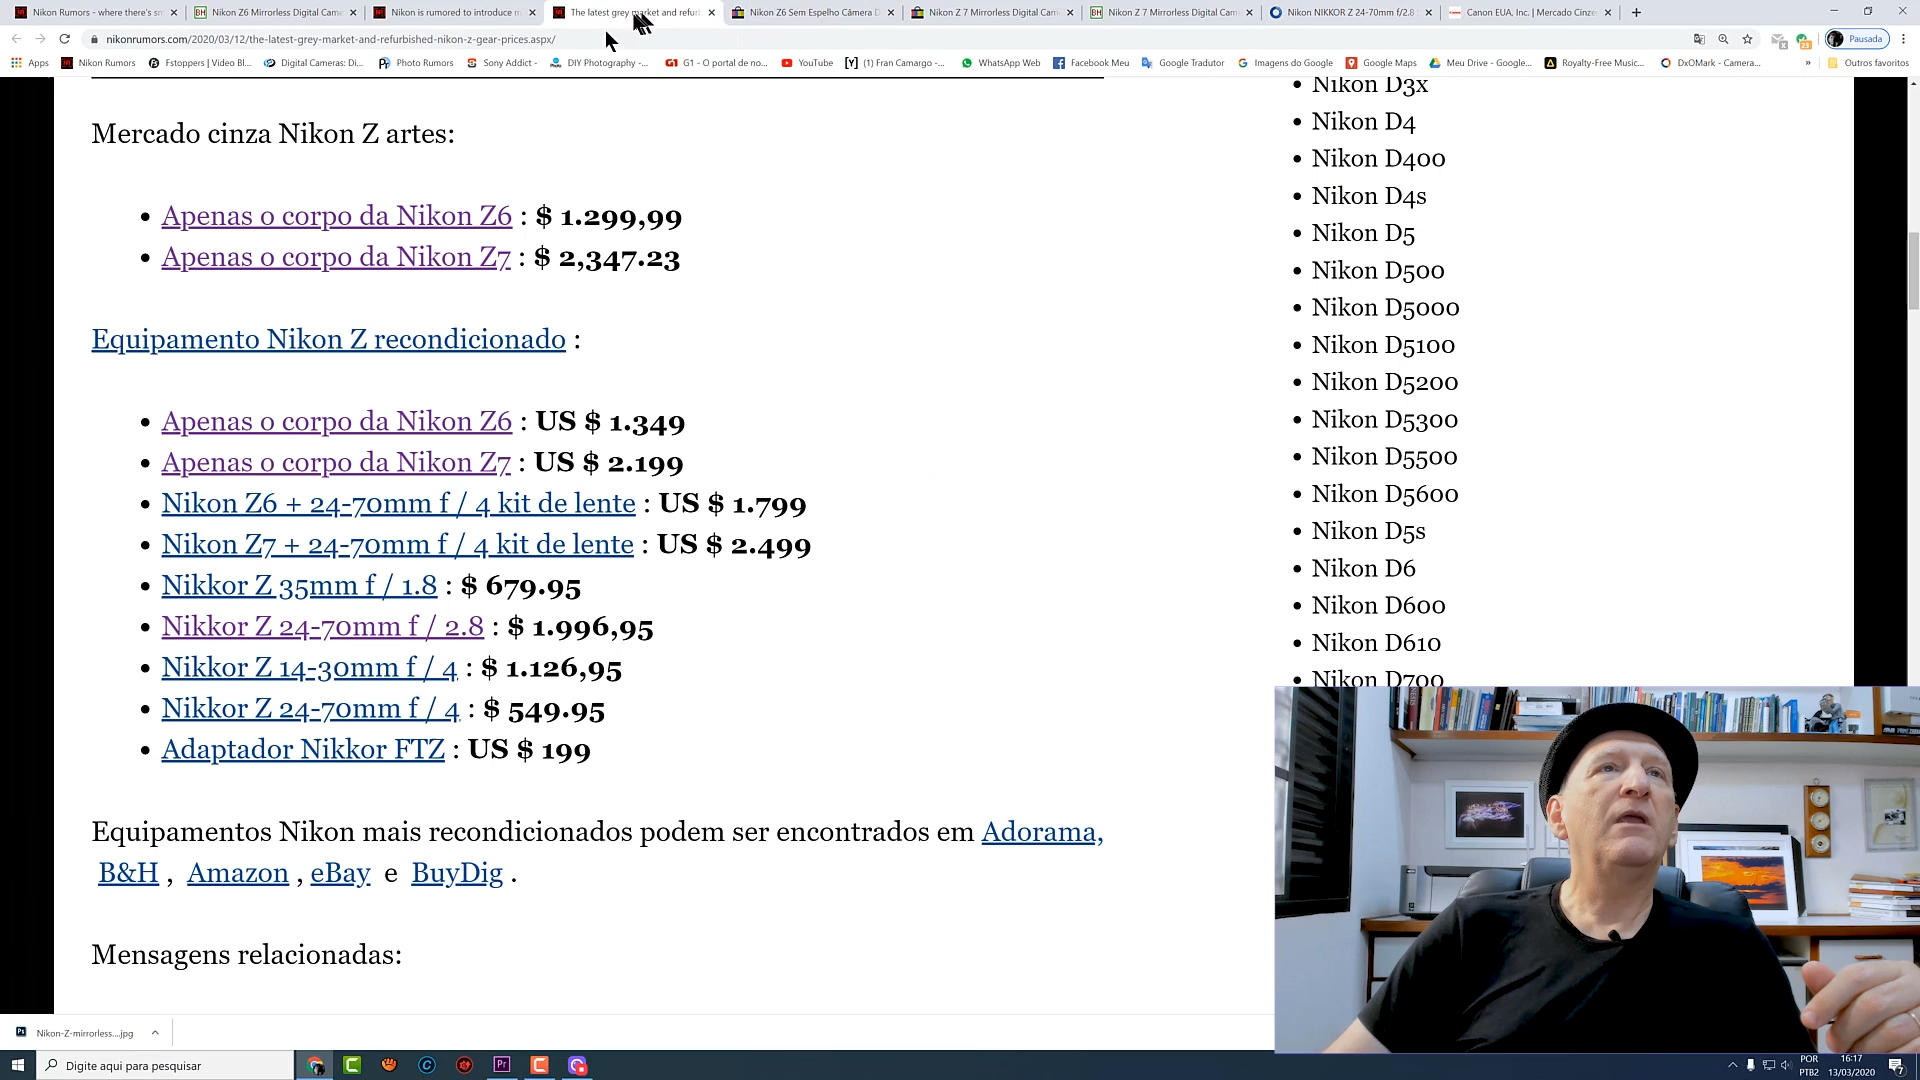 Nikon Rumors - where there's sm
Nikon Z6 Mirrorless Digital Came
Nikon is rumored to introduce m
The latest grey market and refurl
Nikon Z6 Sem Espelho Câmera D
Nikon Z 7 Mirrorless Digital Cam
Nikon Z 7 Mirrorless Digital Cam
Nikon NIKKOR Z 24-70mm f/2.8
Canon EUA, Inc. | Mercado Cinze
nikonrumors.com/2020/03/12/the-latest-grey-market-and-refurbished-nikon-z-gear-prices.aspx/
Pausada
Apps
Nikon Rumors
Fstoppers | Video Bl...
Digital Cameras: Di...
Photo Rumors
Sony Addict -
DIY Photography -...
G1 - O portal de no...
YouTube
(1) Fran Camargo -...
WhatsApp Web
Facebook Meu
Google Tradutor
Imagens do Google
Google Maps
Meu Drive - Google...
Royalty-Free Music...
DxOMark - Camera...
Outros favoritos
Mercado cinza Nikon Z artes:
Apenas o corpo da Nikon Z6 : $ 1.299,99
Apenas o corpo da Nikon Z7 : $ 2,347.23
Equipamento Nikon Z recondicionado :
Apenas o corpo da Nikon Z6 : US $ 1.349
Apenas o corpo da Nikon Z7 : US $ 2.199
Nikon Z6 + 24-70mm f / 4 kit de lente : US $ 1.799
Nikon Z7 + 24-70mm f / 4 kit de lente : US $ 2.499
Nikkor Z 35mm f / 1.8 : $ 679.95
Nikkor Z 24-70mm f / 2.8 : $ 1.996,95
Nikkor Z 14-30mm f / 4 : $ 1.126,95
Nikkor Z 24-70mm f / 4 : $ 549.95
Adaptador Nikkor FTZ : US $ 199
Equipamentos Nikon mais recondicionados podem ser encontrados em Adorama,
B&H , Amazon , eBay e BuyDig .
Mensagens relacionadas:
Nikon D3x
Nikon D4
Nikon D400
Nikon D4s
Nikon D5
Nikon D500
Nikon D5000
Nikon D5100
Nikon D5200
Nikon D5300
Nikon D5500
Nikon D5600
Nikon D5s
Nikon D6
Nikon D600
Nikon D610
Nikon D700
Nikon-Z-mirrorless....jpg
Digite aqui para pesquisar
POR
PTB2
16:17
13/03/2020